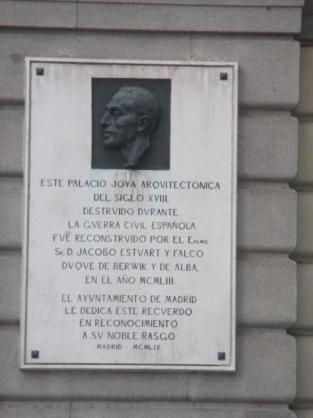 ESTE PALACIO JOYA ARQVITECTONICA
DEL SIGLO XVIII
DESTRVIDO DVRANTE
LA GVERRA CIVIL ESPAÑOLA
FVE RECONSTRVIDO POR EL EXCMO.
SR. D. JACOBO ESTVART Y FALCO
DVQVE DE BERWIK Y DE ALBA,
EN EL AÑO MCMLIII.
EL AYVNTAMIENTO DE MADRID
LE DEDICA ESTE RECVERDO
EN RECONOCIMIENTO
A SV NOBLE RASGO
MADRID MCMLIX